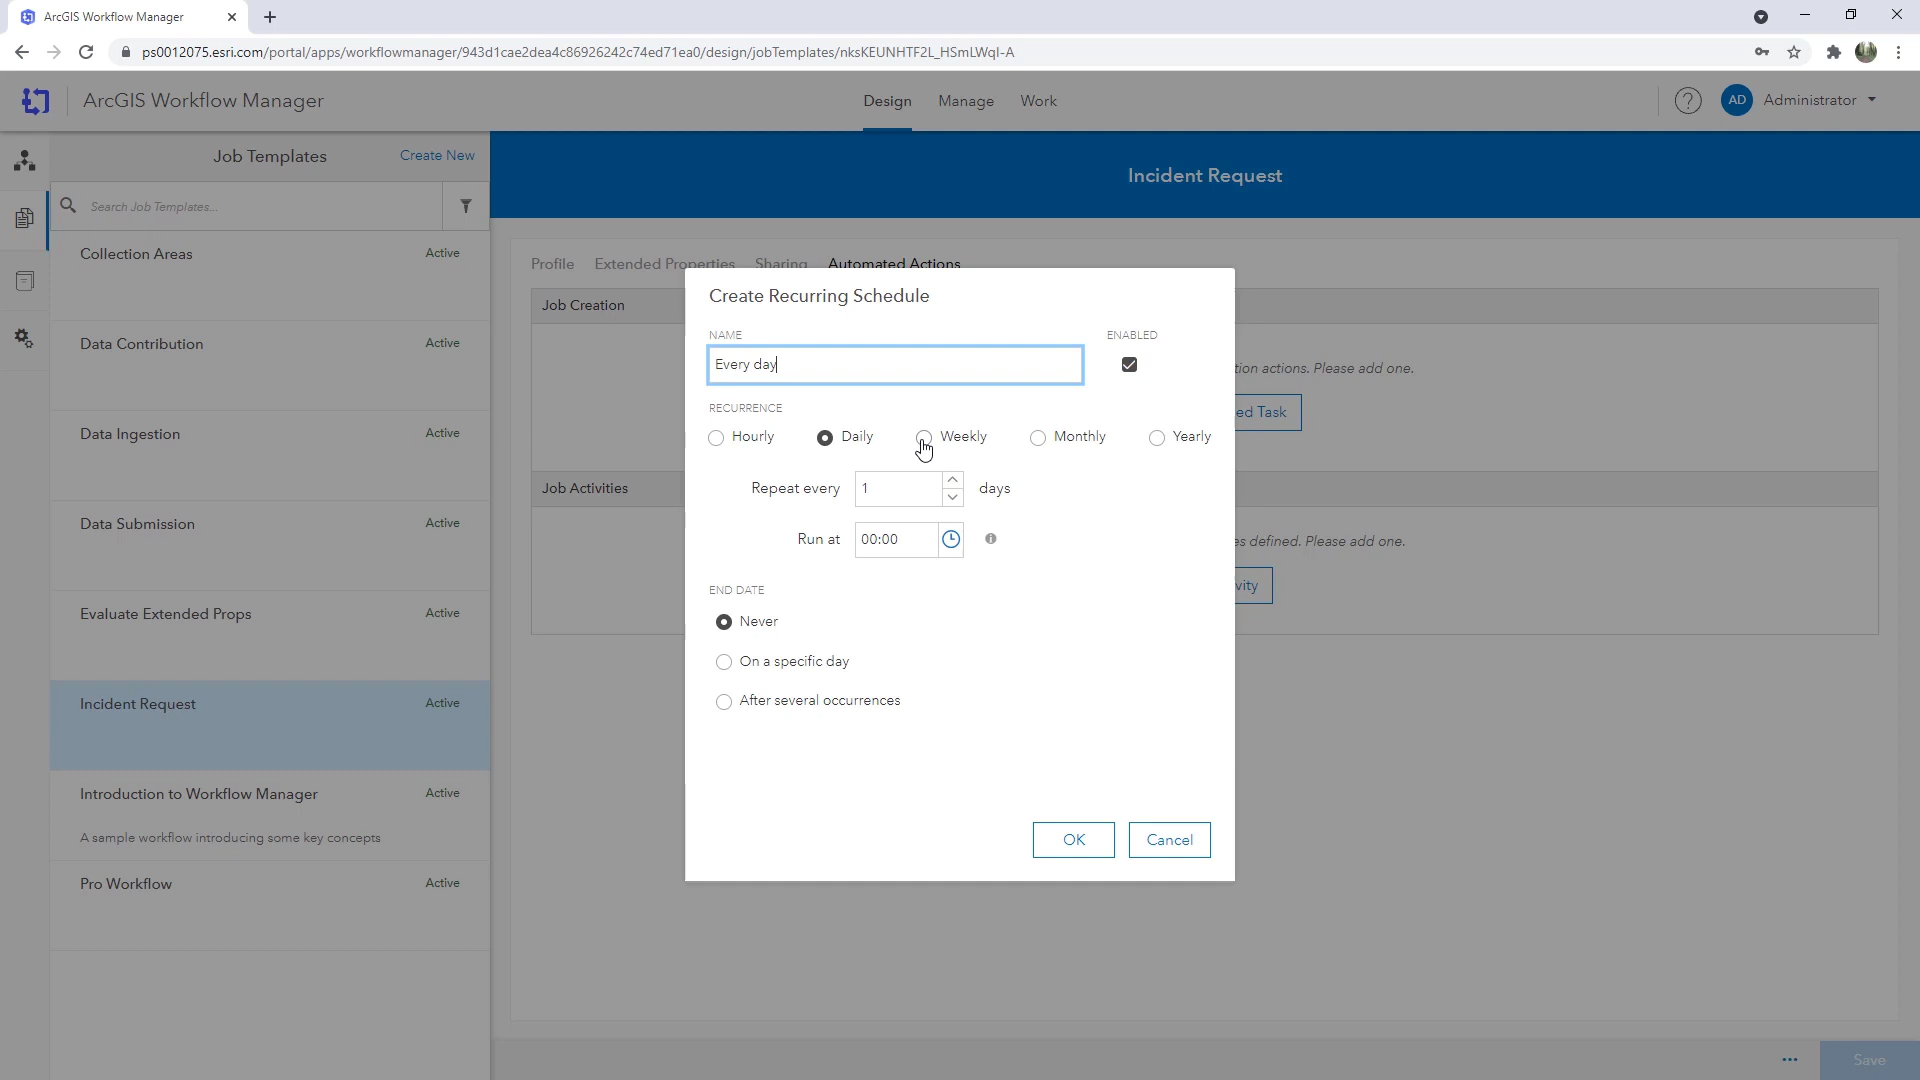 ArcGIS Workflow Manager
ps0012075.esri.com/portal/apps/workflowmanager/943d1cae2dea4c86926242c74ed71ea0/design/jobTemplates/nksKEUNHTF2L_HSmLWqI-A
ArcGIS Workflow Manager
Design Manage Work
AD Administrator
Job Templates Create New
Search Job Templates...
Collection Areas Active
Data Contribution Active
Data Ingestion Active
Data Submission Active
Evaluate Extended Props Active
Incident Request Active
Introduction to Workflow Manager Active
A sample workflow introducing some key concepts
Pro Workflow Active
Incident Request
Profile Extended Properties Sharing Automated Actions
Job Creation
tion actions. Please add one.
ed Task
Job Activities
es defined. Please add one.
vity
Create Recurring Schedule
NAME ENABLED
Every day
RECURRENCE
Hourly Daily Weekly Monthly Yearly
Repeat every 1 days
Run at 00:00
END DATE
Never
On a specific day
After several occurrences
OK Cancel
Save